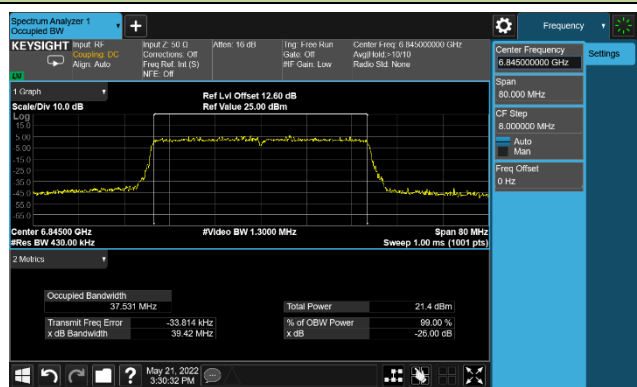 Spectrum Analyzer 1
Occupied BW
Frequency
KEYSIGHT
Input: RF
Coupling: DC
Align: Auto
Input Z: 50 Ω
Corrections: Off
Freq Ref: Int (S)
NFE: Off
Atten: 16 dB
Trig: Free Run
Gate: Off
#IF Gain: Low
Center Freq: 6.845000000 GHz
Avg|Hold:>10/10
Radio Std: None
Center Frequency
6.845000000 GHz
Settings
Span
80.000 MHz
CF Step
8.000000 MHz
Auto
Man
Freq Offset
0 Hz
1 Graph
Scale/Div 10.0 dB
Ref Lvl Offset 12.60 dB
Ref Value 25.00 dBm
Log
15.0
5.00
-5.00
-15.0
-25.0
-35.0
-45.0
-55.0
-65.0
Center 6.84500 GHz
#Res BW 430.00 kHz
#Video BW 1.3000 MHz
Span 80 MHz
Sweep 1.00 ms (1001 pts)
2 Metrics
Occupied Bandwidth
37.531 MHz
Total Power 21.4 dBm
Transmit Freq Error -33.814 kHz
% of OBW Power 99.00 %
x dB Bandwidth 39.42 MHz
x dB -26.00 dB
?
May 21, 2022
3:30:32 PM